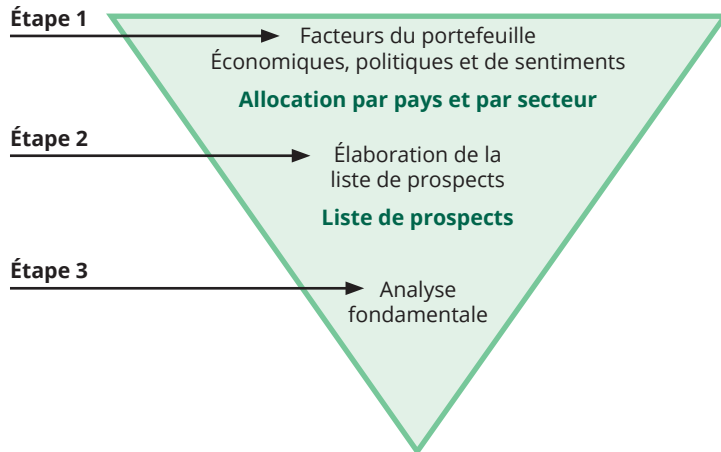 Étape 1
Facteurs du portefeuille
Économiques, politiques et de sentiments
Allocation par pays et par secteur
Étape 2
Élaboration de la
liste de prospects
Liste de prospects
Étape 3
Analyse
fondamentale